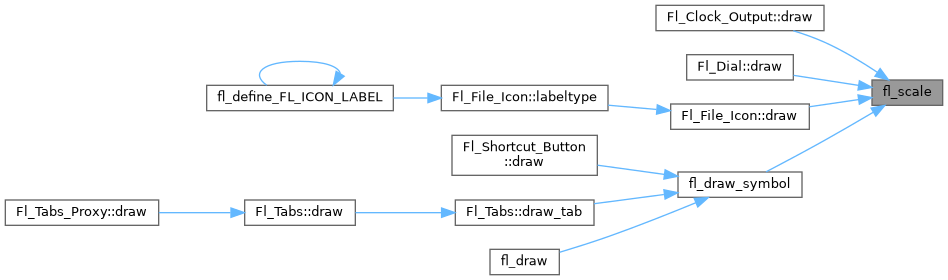 Fl_Clock_Output::draw
Fl_Dial::draw
fl_scale
fl_define_FL_ICON_LABEL
Fl_File_Icon::labeltype
Fl_File_Icon::draw
Fl_Shortcut_Button
::draw
fl_draw_symbol
Fl_Tabs_Proxy::draw
Fl_Tabs::draw
Fl_Tabs::draw_tab
fl_draw